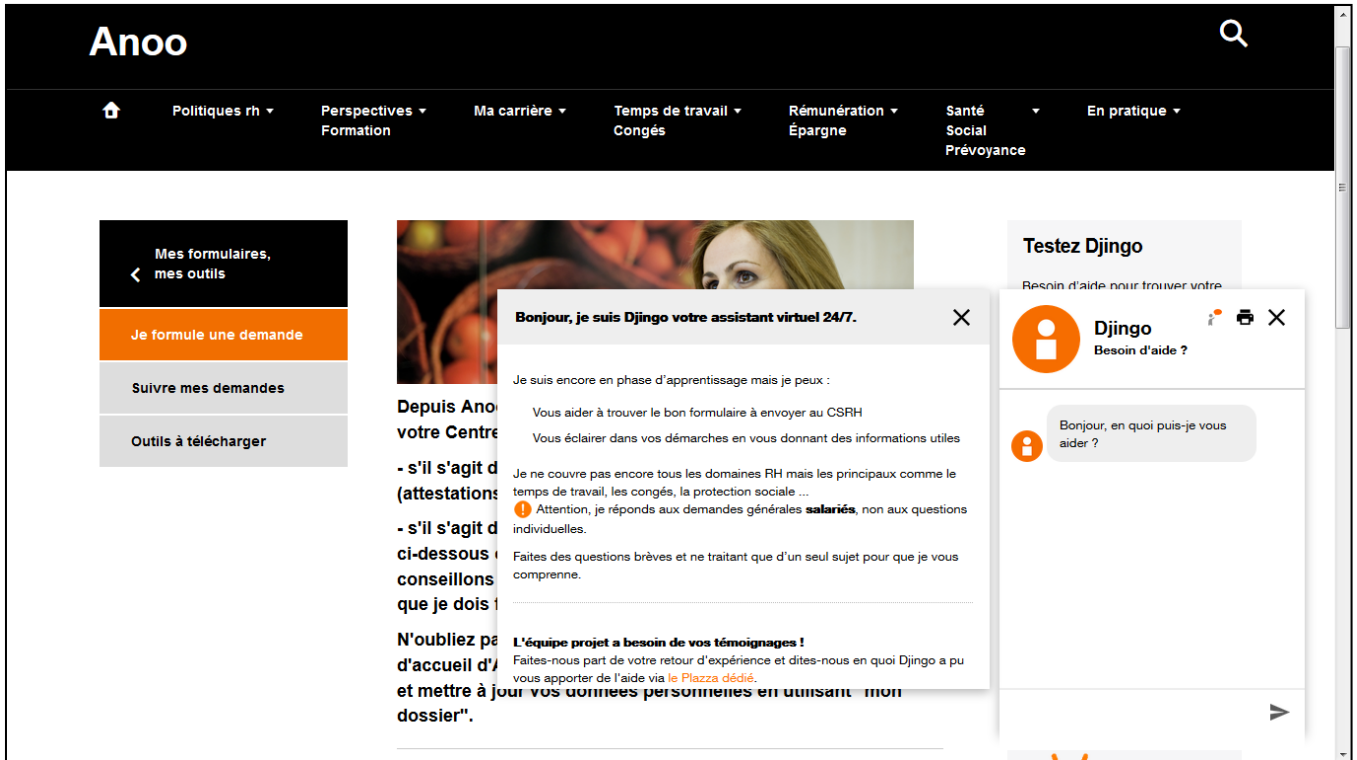 Anoo
Politiques rh
Perspectives
Formation
Ma carrière
Temps de travail
Congés
Rémunération
Épargne
Santé
Social
Prévoyance
En pratique
Mes formulaires,
mes outils
Je formule une demande
Suivre mes demandes
Outils à télécharger
Depuis Anoo
votre Centre
- s'il s'agit d
(attestations
- s'il s'agit d
ci-dessous
conseillons
que je dois
N'oubliez pa
d'accueil d'A
et mettre à jour vos données personnelles en utilisant "mon
dossier".
Bonjour, je suis Djingo votre assistant virtuel 24/7.
Je suis encore en phase d'apprentissage mais je peux :
Vous aider à trouver le bon formulaire à envoyer au CSRH
Vous éclairer dans vos démarches en vous donnant des informations utiles
Je ne couvre pas encore tous les domaines RH mais les principaux comme le
temps de travail, les congés, la protection sociale ...
Attention, je réponds aux demandes générales salariés, non aux questions
individuelles.
Faites des questions brèves et ne traitant que d'un seul sujet pour que je vous
comprenne.
L'équipe projet a besoin de vos témoignages !
Faites-nous part de votre retour d'expérience et dites-nous en quoi Djingo a pu
vous apporter de l'aide via le Plazza dédié.
Testez Djingo
Besoin d'aide pour trouver votre
Djingo
Besoin d'aide ?
Bonjour, en quoi puis-je vous
aider ?